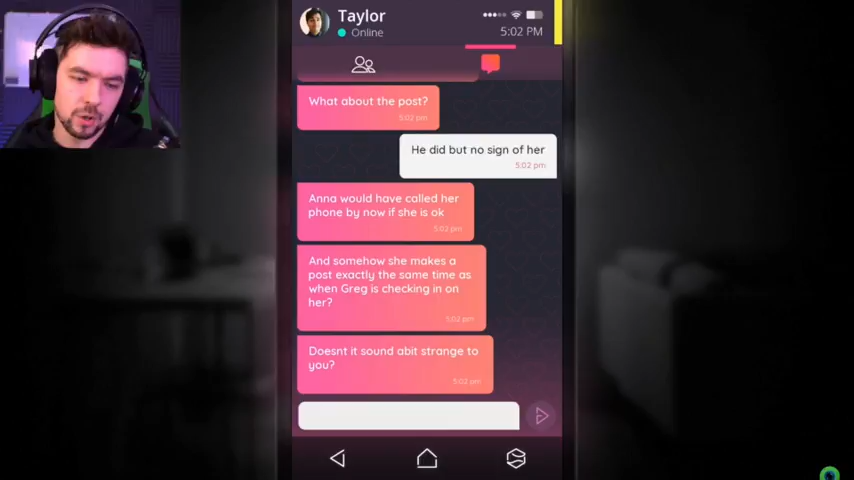 Taylor
Online
5:02 PM
What about the post?
5:02 pm
He did but no sign of her
5:02 pm
Anna would have called her
phone by now if she is ok
5:02 pm
And somehow she makes a
post exactly the same time as
when Greg is checking in on
her?
5:02 pm
Doesnt it sound abit strange to
you?
5:02 pm